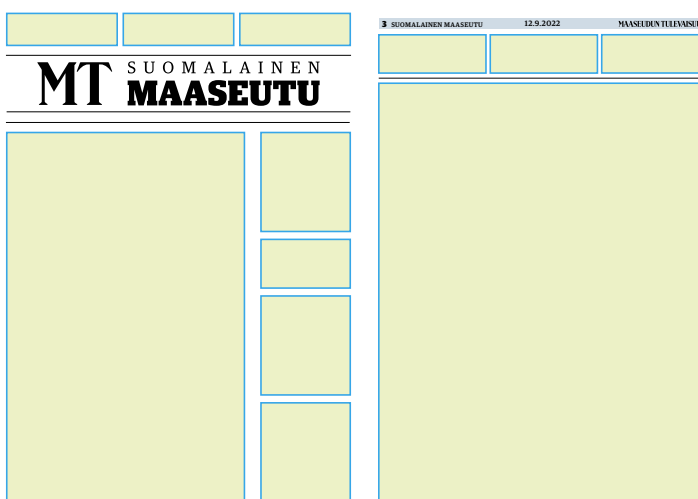 MT SUOMALAINEN
MAASEUTU
3 SUOMALAINEN MAASEUTU 12.9.2022 MAASEUDUN TULEVAISUU